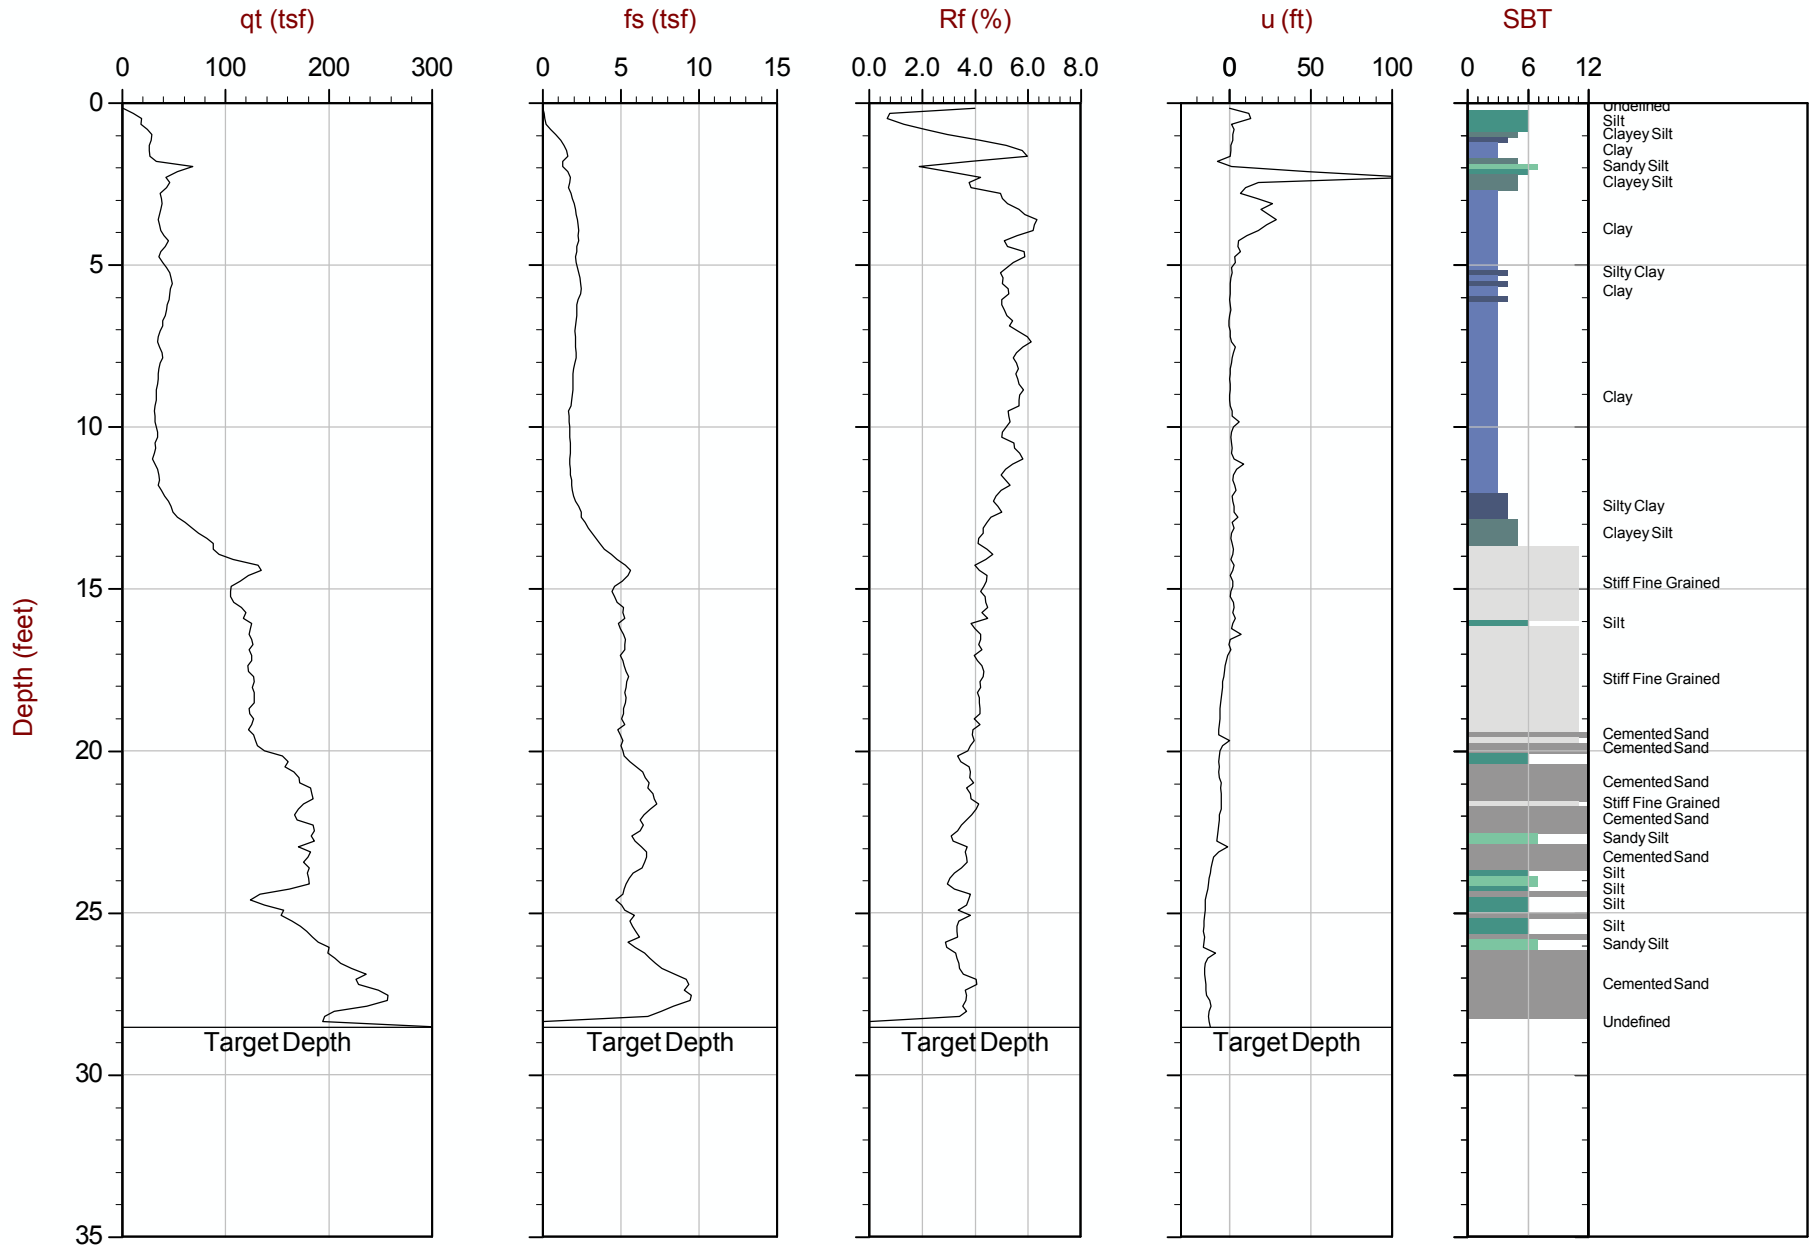 qt (tsf)
fs (tsf)
Rf (%)
u (ft)
SBT
0 100 200 300
0 5 10 15
0.0 2.0 4.0 6.0 8.0
0 50 100
0 6 12
0
5
10
15
20
25
30
35
Depth (feet)
Undefined
Silt
Clayey Silt
Clay
Sandy Silt
Clayey Silt
Clay
Silty Clay
Clay
Clay
Silty Clay
Clayey Silt
Stiff Fine Grained
Silt
Stiff Fine Grained
Cemented Sand
Cemented Sand
Cemented Sand
Stiff Fine Grained
Cemented Sand
Sandy Silt
Cemented Sand
Silt
Silt
Silt
Silt
Sandy Silt
Cemented Sand
Undefined
Target Depth
Target Depth
Target Depth
Target Depth